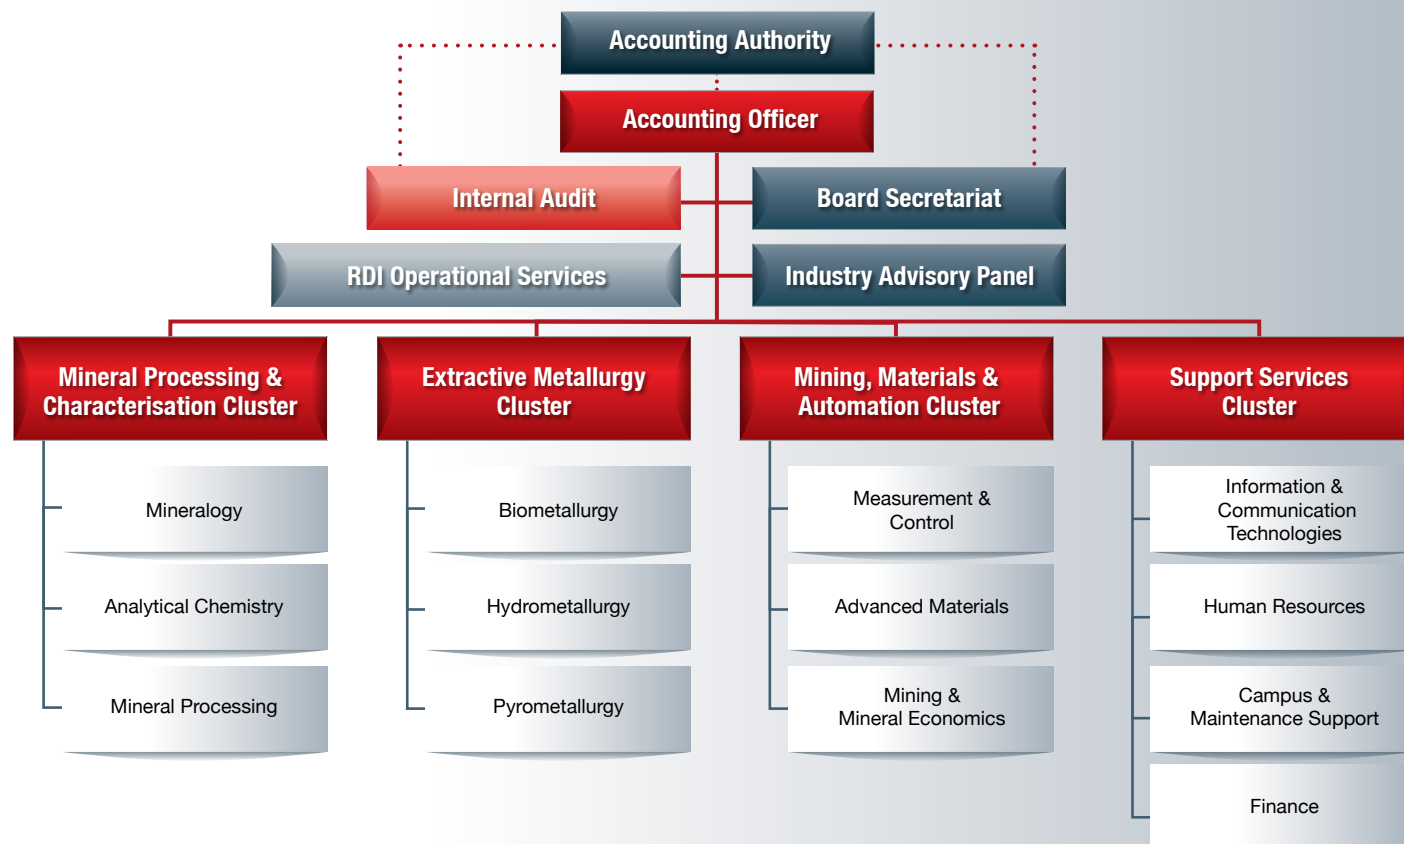 Accounting Authority
Accounting Officer
Internal Audit
Board Secretariat
RDI Operational Services
Industry Advisory Panel
Mineral Processing &
Characterisation Cluster
Mineralogy
Analytical Chemistry
Mineral Processing
Extractive Metallurgy
Cluster
Biometallurgy
Hydrometallurgy
Pyrometallurgy
Mining, Materials &
Automation Cluster
Measurement &
Control
Advanced Materials
Mining &
Mineral Economics
Support Services
Cluster
Information &
Communication
Technologies
Human Resources
Campus &
Maintenance Support
Finance